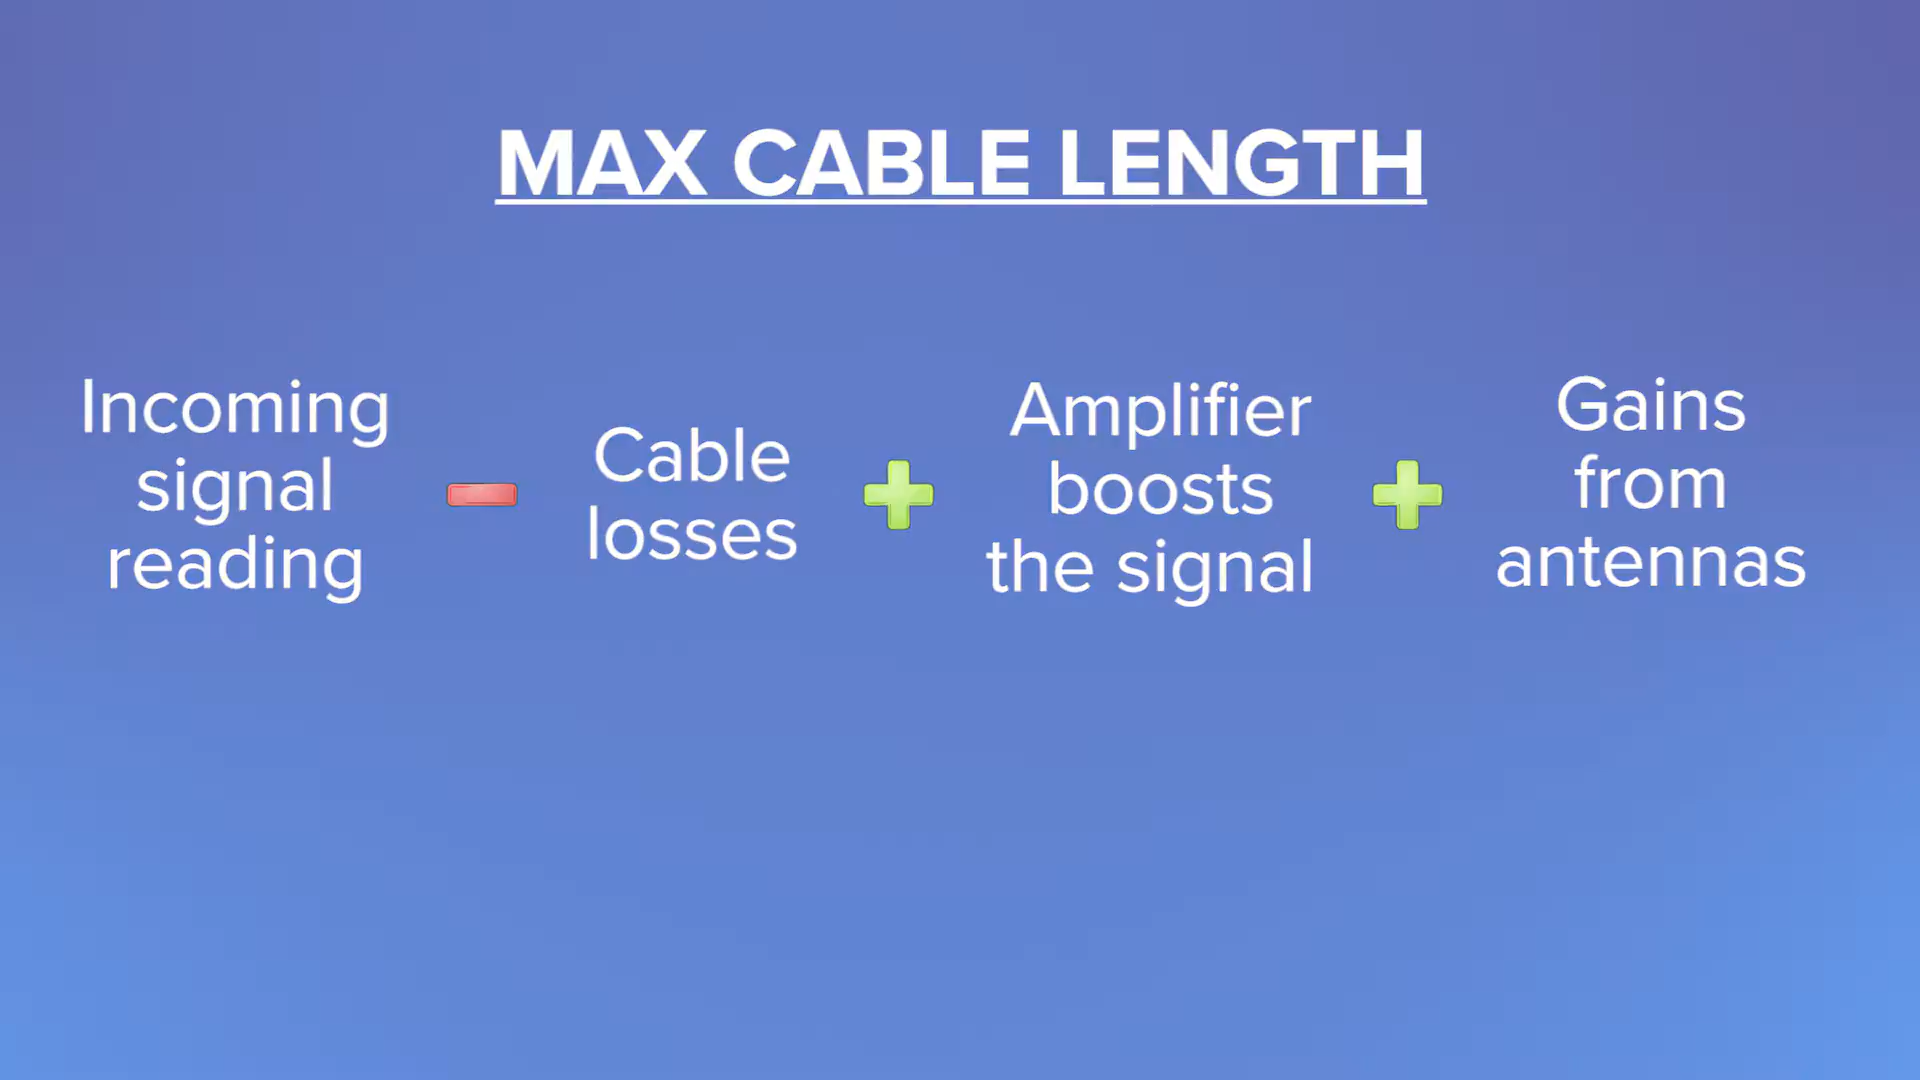 MAX CABLE LENGTH
Incoming
signal
reading
Cable
losses
Amplifier
boosts
the signal
Gains
from
antennas